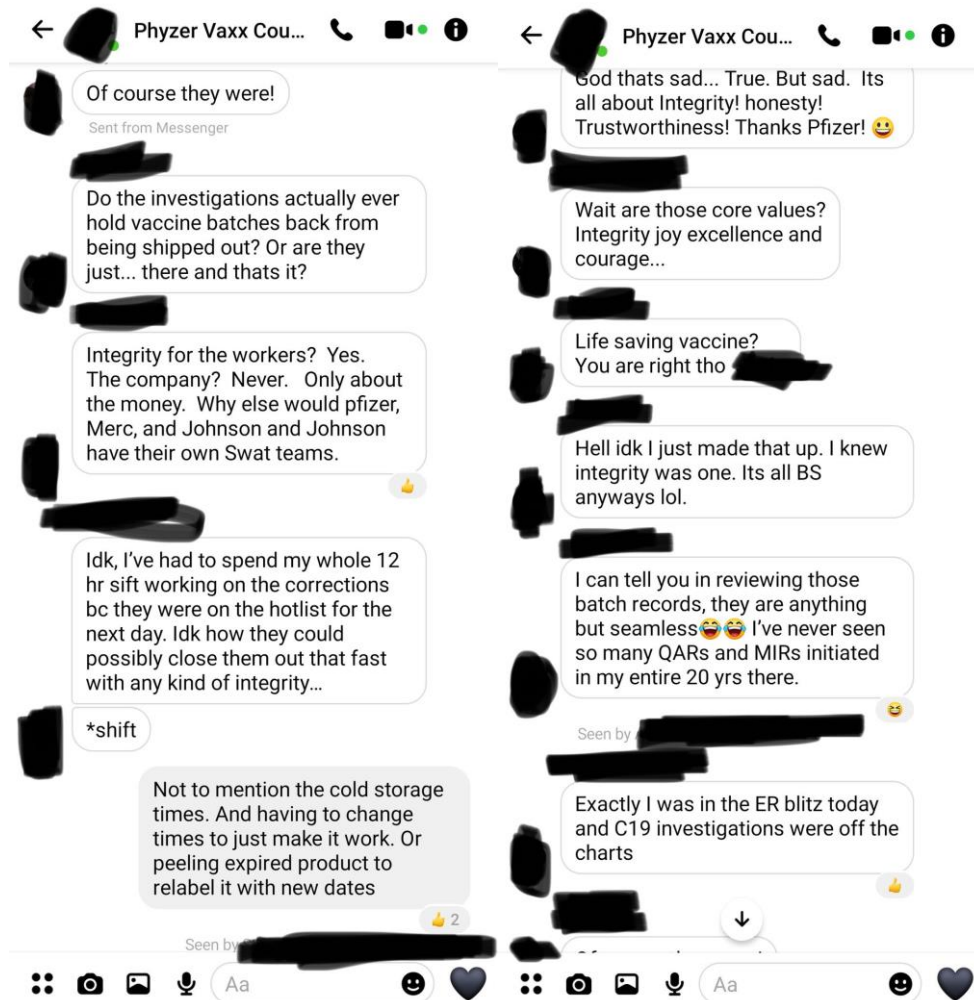 Phyzer Vaxx Cou...
Of course they were!
Sent from Messenger
Do the investigations actually ever
hold vaccine batches back from
being shipped out? Or are they
just... there and thats it?
Integrity for the workers? Yes.
The company? Never. Only about
the money. Why else would pfizer,
Merc, and Johnson and Johnson
have their own Swat teams.
Idk, I've had to spend my whole 12
hr sift working on the corrections
bc they were on the hotlist for the
next day. Idk how they could
possibly close them out that fast
with any kind of integrity...
*shift
Not to mention the cold storage
times. And having to change
times to just make it work. Or
peeling expired product to
relabel it with new dates
2
Seen by
Aa
Phyzer Vaxx Cou...
God thats sad... True. But sad. Its
all about Integrity! honesty!
Trustworthiness! Thanks Pfizer! 😃
Wait are those core values?
Integrity joy excellence and
courage...
Life saving vaccine?
You are right tho
Hell idk I just made that up. I knew
integrity was one. Its all BS
anyways lol.
I can tell you in reviewing those
batch records, they are anything
but seamless😂😂 I've never seen
so many QARs and MIRs initiated
in my entire 20 yrs there.
Seen by
Exactly I was in the ER blitz today
and C19 investigations were off the
charts
Aa